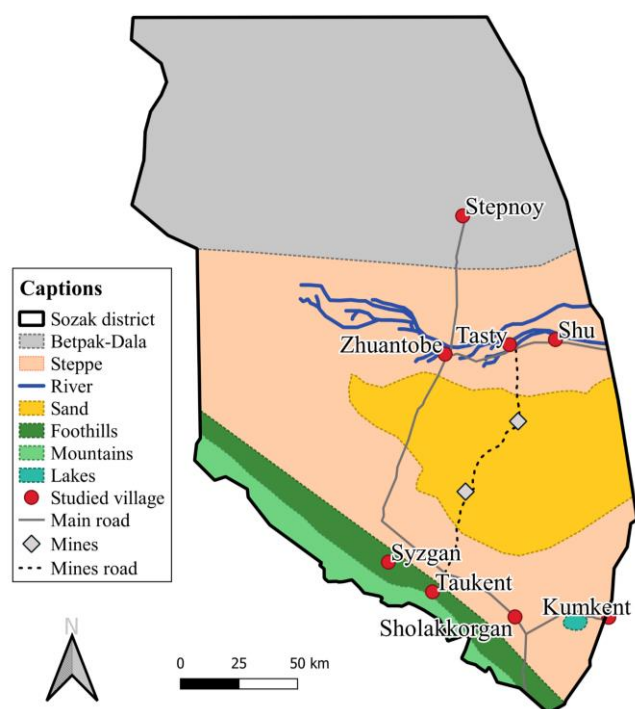 Stepnoy
Zhuantobe
Tasty
Shu
Captions
Sozak district
Betpak-Dala
Steppe
River
Sand
Foothills
Mountains
Lakes
Studied village
Main road
Mines
Mines road
Syzgan
Taukent
Sholakkorgan
Kumkent
N
0 25 50 km